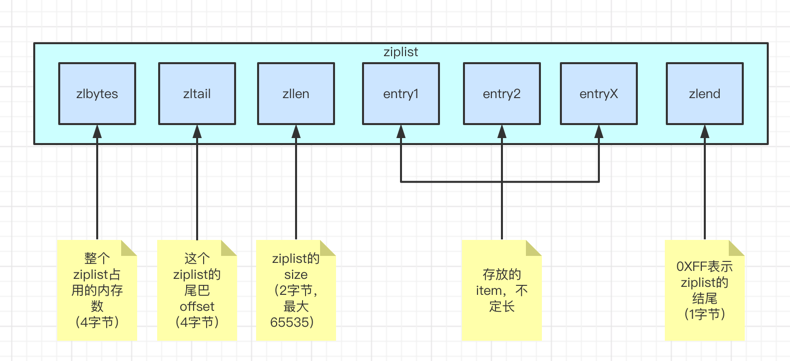 ziplist
zlbytes
zltail
zllen
entry1
entry2
entryX
zlend
整个
ziplist占
用的内存
数
（4字节）
这个
ziplist的
尾巴
offset
（4字节）
ziplist的
size
（2字节，
最大
65535）
存放的
item，不
定长
0XFF表示
ziplist的
结尾
（1字节）